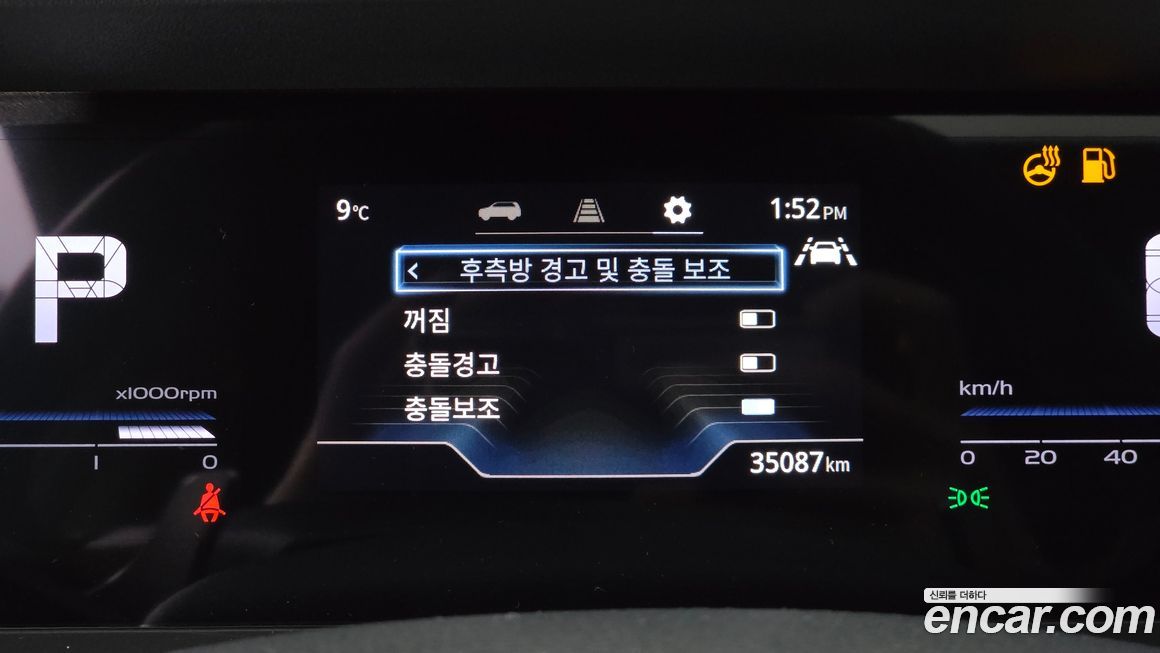 9°C
1:52PM
P
< 후측방 경고 및 충돌 보조
꺼짐
충돌경고
충돌보조
x1000rpm
1 0
km/h
0 20 40
35087km
신뢰를 더하다
encar.com